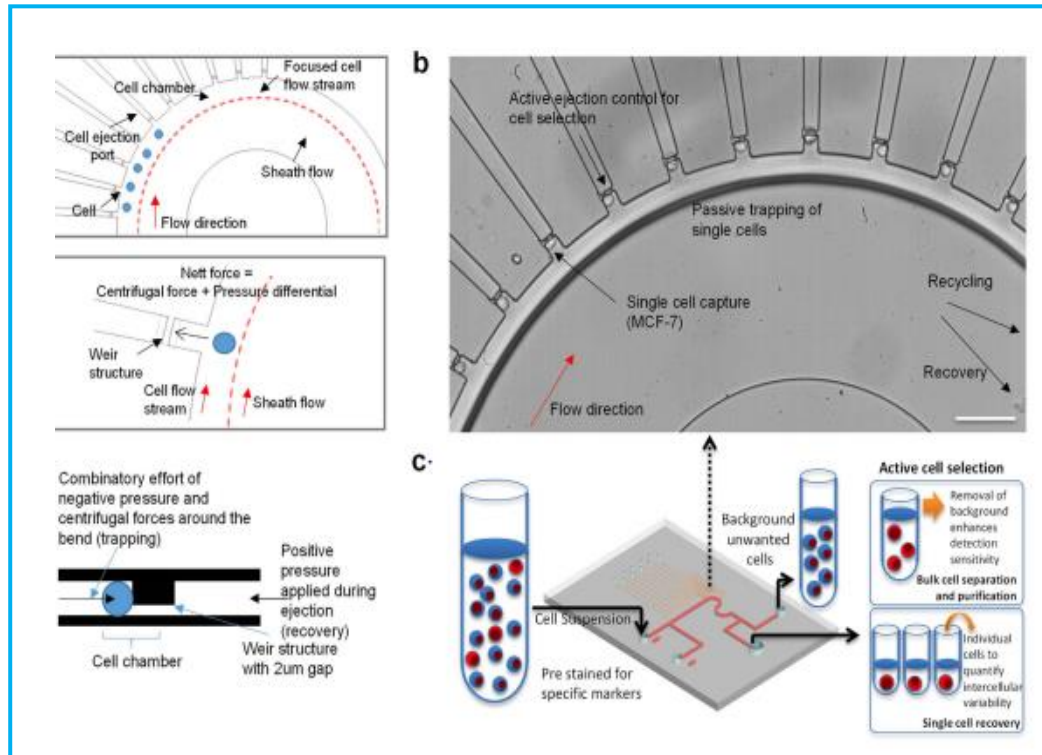 Cell chamber
Focused cell
flow stream
Cell ejection
port
Sheath flow
Cell
Flow direction
Nett force =
Centrifugal force + Pressure differential
Weir
structure
Cell flow
stream
Sheath flow
Combinatory effort of
negative pressure and
centrifugal forces around the
bend (trapping)
Positive
pressure
applied during
ejection
(recovery)
Weir structure
with 2um gap
Cell chamber
b
Active ejection control for
cell selection
Passive trapping of
single cells
Single cell capture
(MCF-7)
Recycling
Recovery
Flow direction
c.
Cell Suspension
Pre stained for
specific markers
Background
unwanted
cells
Active cell selection
Removal of
background
enhances
detection
sensitivity
Bulk cell separation
and purification
Individual
cells to
quantify
intercellular
variability
Single cell recovery